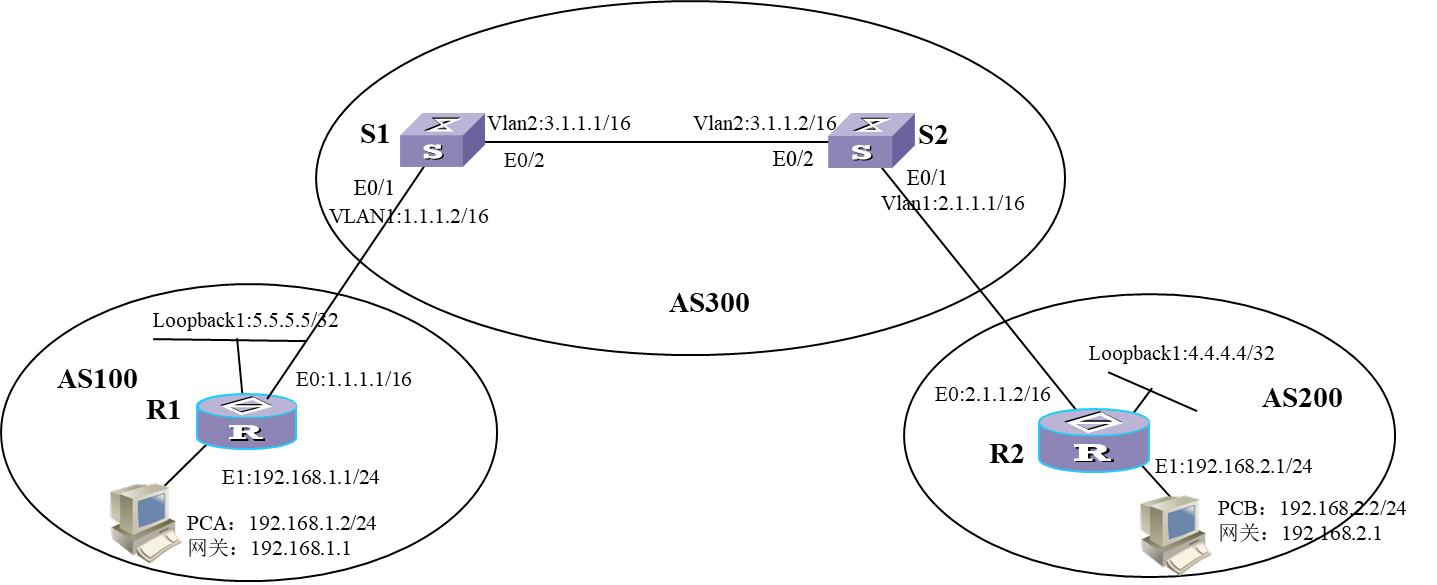 Vlan2:3.1.1.1/16
Vlan2:3.1.1.2/16
S1
S
S
S2
E0/2
E0/2
E0/1
E0/1
VLAN1:1.1.1.2/16
Vlan1:2.1.1.1/16
AS300
Loopback1:5.5.5.5/32
Loopback1:4.4.4.4/32
AS100
E0:1.1.1.1/16
E0:2.1.1.2/16
AS200
R1
R
R2
R
E1:192.168.1.1/24
E1:192.168.2.1/24
PCA:192.168.1.2/24
网关:192.168.1.1
PCB:192.168.2.2/24
网关:192.168.2.1